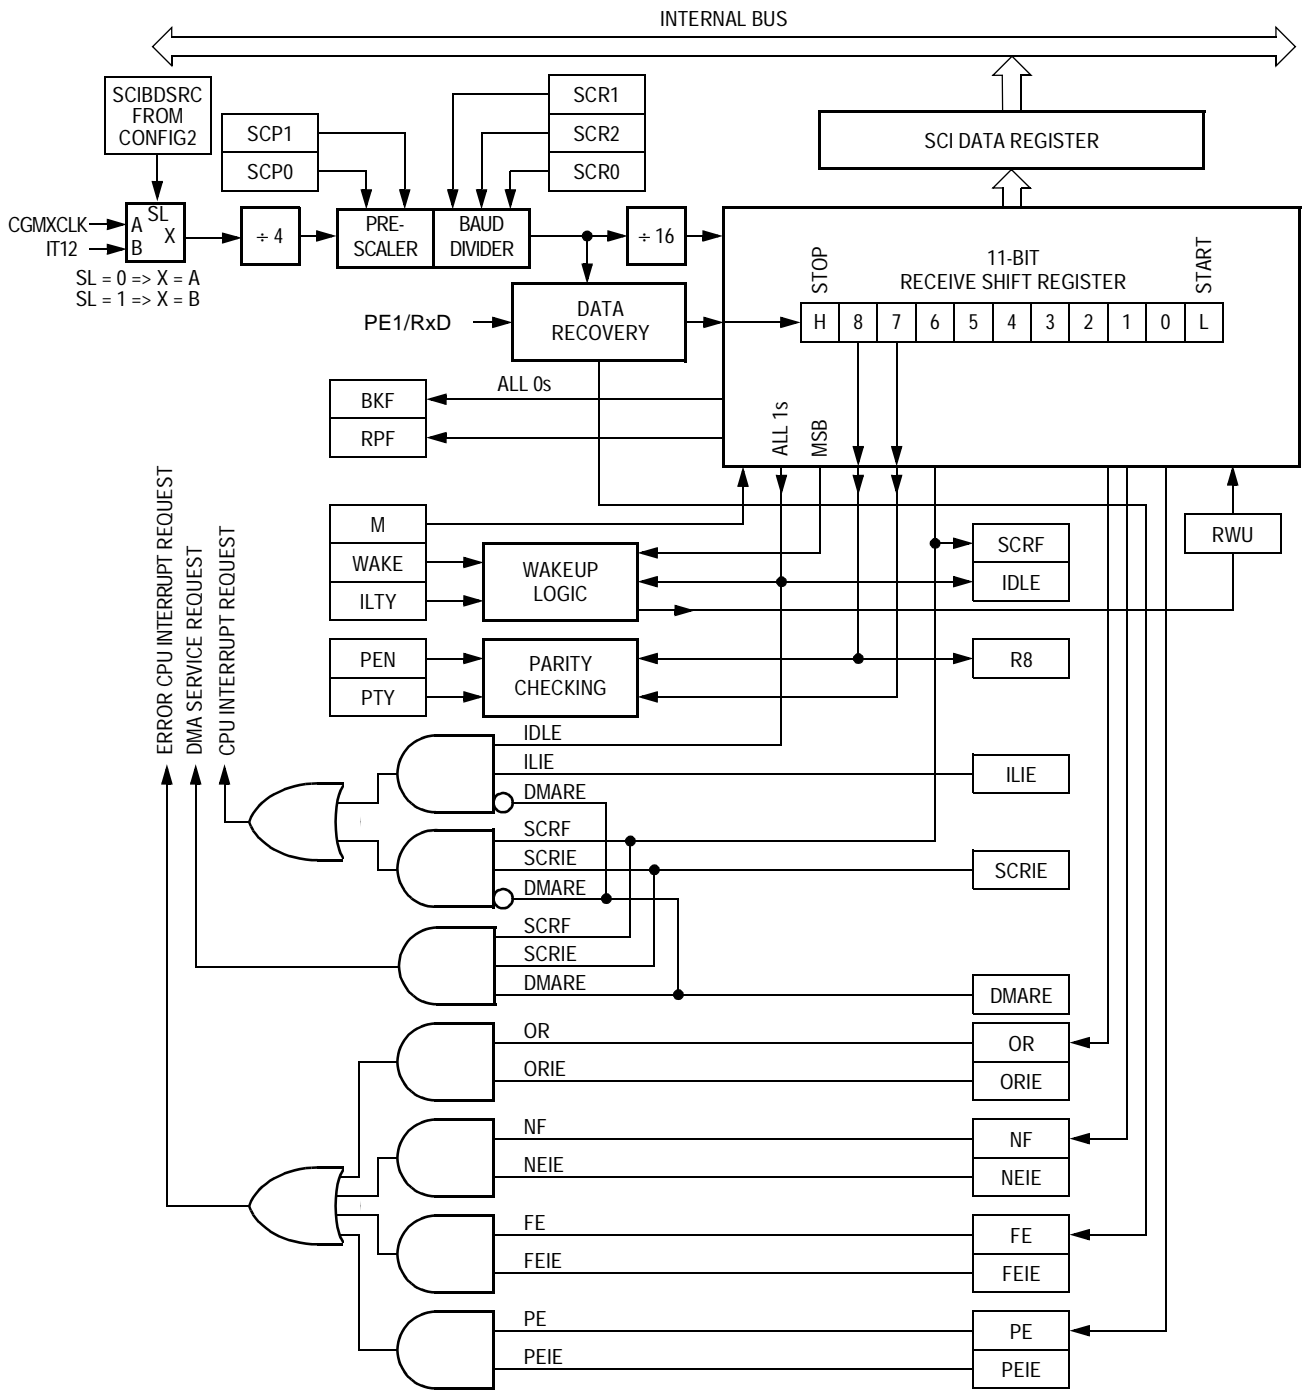 INTERNAL BUS
SCIBDSRC
FROM
CONFIG2
SCR1
SCP1
SCR2
SCI DATA REGISTER
SCP0
SCR0
CGMXCLK
A
SL
X
B
IT12
÷ 4
PRE-
SCALER
BAUD
DIVIDER
÷ 16
SL = 0 => X = A
SL = 1 => X = B
STOP
11-BIT
RECEIVE SHIFT REGISTER
START
PE1/RxD
DATA
RECOVERY
H 8 7 6 5 4 3 2 1 0 L
ALL 0s
BKF
RPF
ALL 1s
MSB
M
WAKE
ILTY
WAKEUP
LOGIC
SCRF
IDLE
RWU
PEN
PTY
PARITY
CHECKING
R8
ERROR CPU INTERRUPT REQUEST
DMA SERVICE REQUEST
CPU INTERRUPT REQUEST
IDLE
ILIE
ILIE
DMARE
SCRF
SCRIE
SCRIE
DMARE
SCRF
SCRIE
DMARE
DMARE
OR
OR
ORIE
ORIE
NF
NF
NEIE
NEIE
FE
FE
FEIE
FEIE
PE
PE
PEIE
PEIE